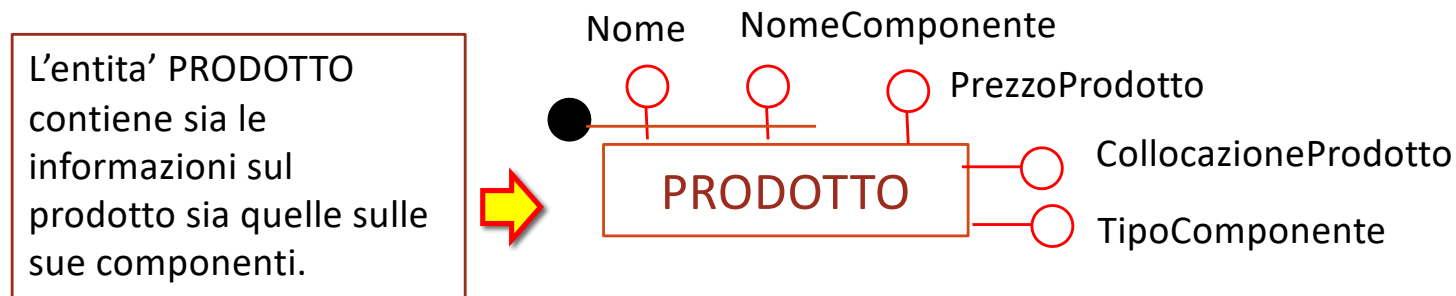 L’entita’ PRODOTTO
contiene sia le
informazioni sul
prodotto sia quelle sulle
sue componenti.
Nome
NomeComponente
PrezzoProdotto
CollocazioneProdotto
TipoComponente
PRODOTTO